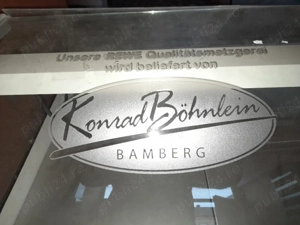 Unsere REWE Qualitätsmetzgerei
wird beliefert von
Konrad Böhnlein
BAMBERG